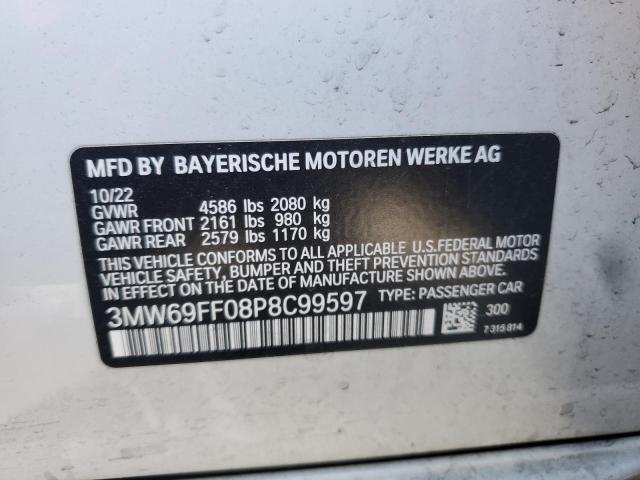 MFD BY BAYERISCHE MOTOREN WERKE AG
10/22
GVWR 4586 lbs 2080 kg
GAWR FRONT 2161 lbs 980 kg
GAWR REAR 2579 lbs 1170 kg
THIS VEHICLE CONFORMS TO ALL APPLICABLE U.S.FEDERAL MOTOR
VEHICLE SAFETY, BUMPER AND THEFT PREVENTION STANDARDS
IN EFFECT ON THE DATE OF MANUFACTURE SHOWN ABOVE.
3MW69FF08P8C99597 TYPE: PASSENGER CAR
300
7 315 814